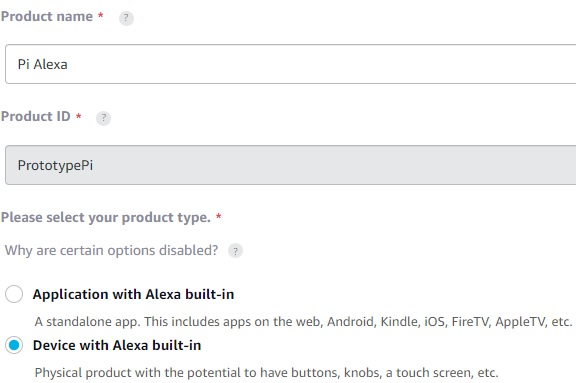 Product name * ?
Pi Alexa
Product ID * ?
PrototypePi
Please select your product type. *
Why are certain options disabled? ?
Application with Alexa built-in
A standalone app. This includes apps on the web, Android, Kindle, iOS, FireTV, AppleTV, etc.
Device with Alexa built-in
Physical product with the potential to have buttons, knobs, a touch screen, etc.